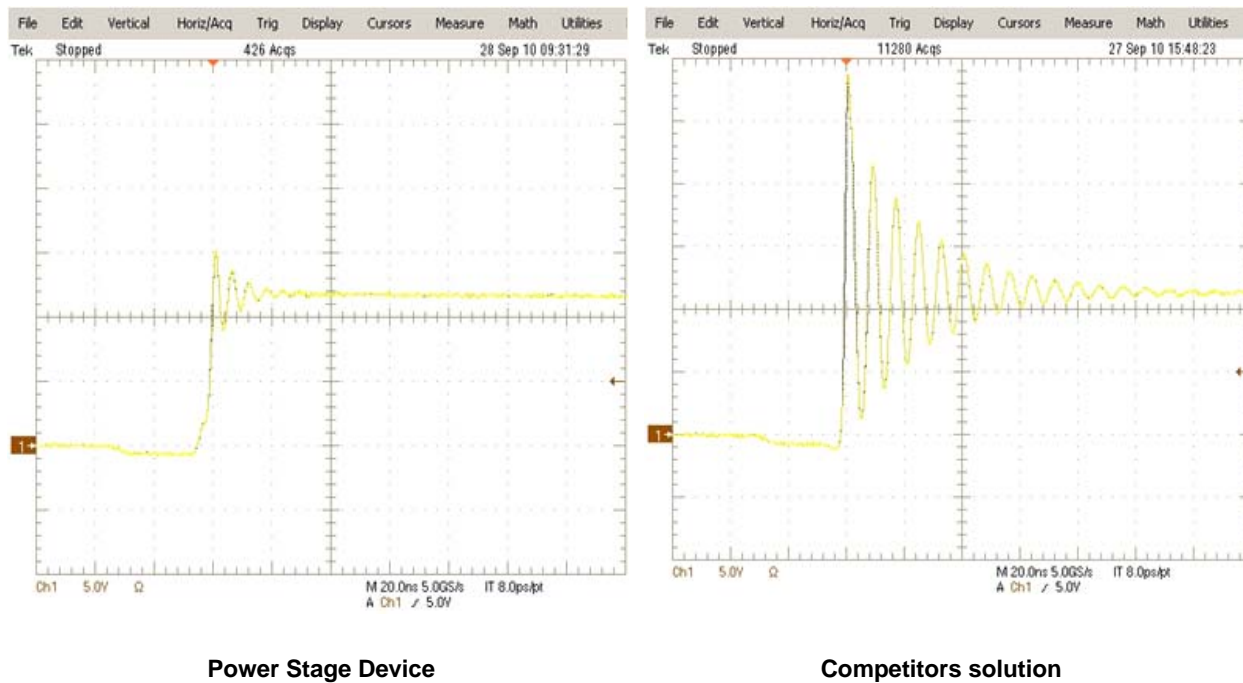 File Edit Vertical Horiz/Acq Trig Display Cursors Measure Math Utilities
Tek Stopped 426 Acqs 28 Sep 10 09:31:29
1
Ch1 5.0V Ω M 20.0ns 5.0GS/s IT 8.0ps/pt
A Ch1 / 5.0V
Power Stage Device
File Edit Vertical Horiz/Acq Trig Display Cursors Measure Math Utilities
Tek Stopped 11280 Acqs 27 Sep 10 15:48:23
1
Ch1 5.0V Ω M 20.0ns 5.0GS/s IT 8.0ps/pt
A Ch1 / 5.0V
Competitors solution